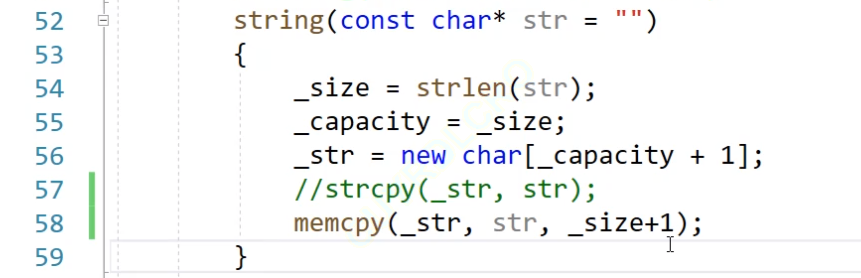 52 string(const char* str = "")
53 {
54 _size = strlen(str);
55 _capacity = _size;
56 _str = new char[_capacity + 1];
57 //strcpy(_str, str);
58 memcpy(_str, str, _size+1);
59 }